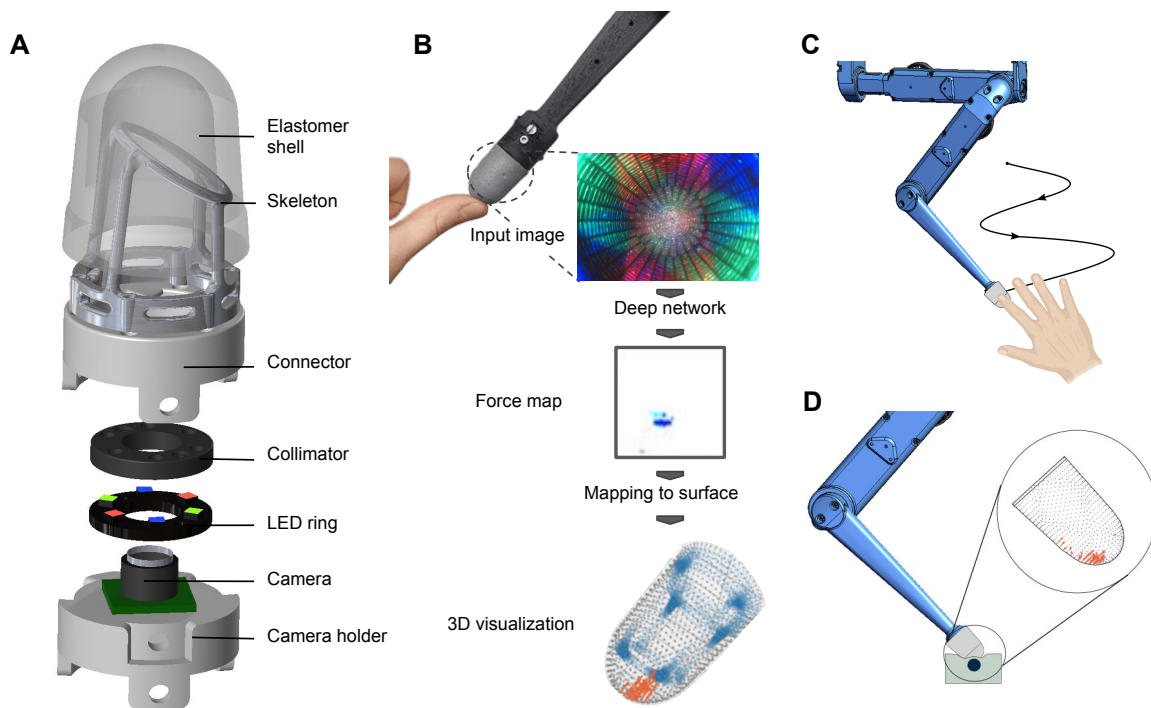 A
Elastomer
shell
Skeleton
Connector
Collimator
LED ring
Camera
Camera holder
B
Input image
Deep network
Force map
Mapping to surface
3D visualization
C
D